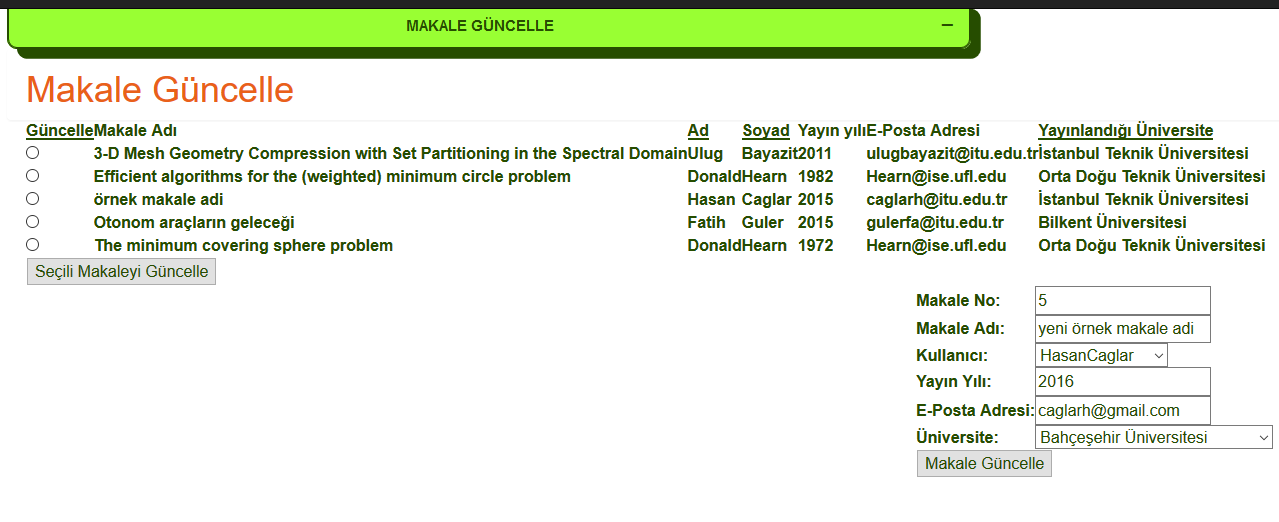 MAKALE GÜNCELLE –
Makale Güncelle
Güncelle Makale Adı Ad Soyad Yayın yılı E-Posta Adresi Yayınlandığı Üniversite
3-D Mesh Geometry Compression with Set Partitioning in the Spectral Domain Ulug Bayazit 2011 ulugbayazit@itu.edu.tr İstanbul Teknik Üniversitesi
Efficient algorithms for the (weighted) minimum circle problem Donald Hearn 1982 Hearn@ise.ufl.edu Orta Doğu Teknik Üniversitesi
örnek makale adi Hasan Caglar 2015 caglarh@itu.edu.tr İstanbul Teknik Üniversitesi
Otonom araçların geleceği Fatih Guler 2015 gulerfa@itu.edu.tr Bilkent Üniversitesi
The minimum covering sphere problem Donald Hearn 1972 Hearn@ise.ufl.edu Orta Doğu Teknik Üniversitesi
Seçili Makaleyi Güncelle
Makale No: 5
Makale Adı: yeni örnek makale adi
Kullanıcı: HasanCaglar
Yayın Yılı: 2016
E-Posta Adresi: caglarh@gmail.com
Üniversite: Bahçeşehir Üniversitesi
Makale Güncelle